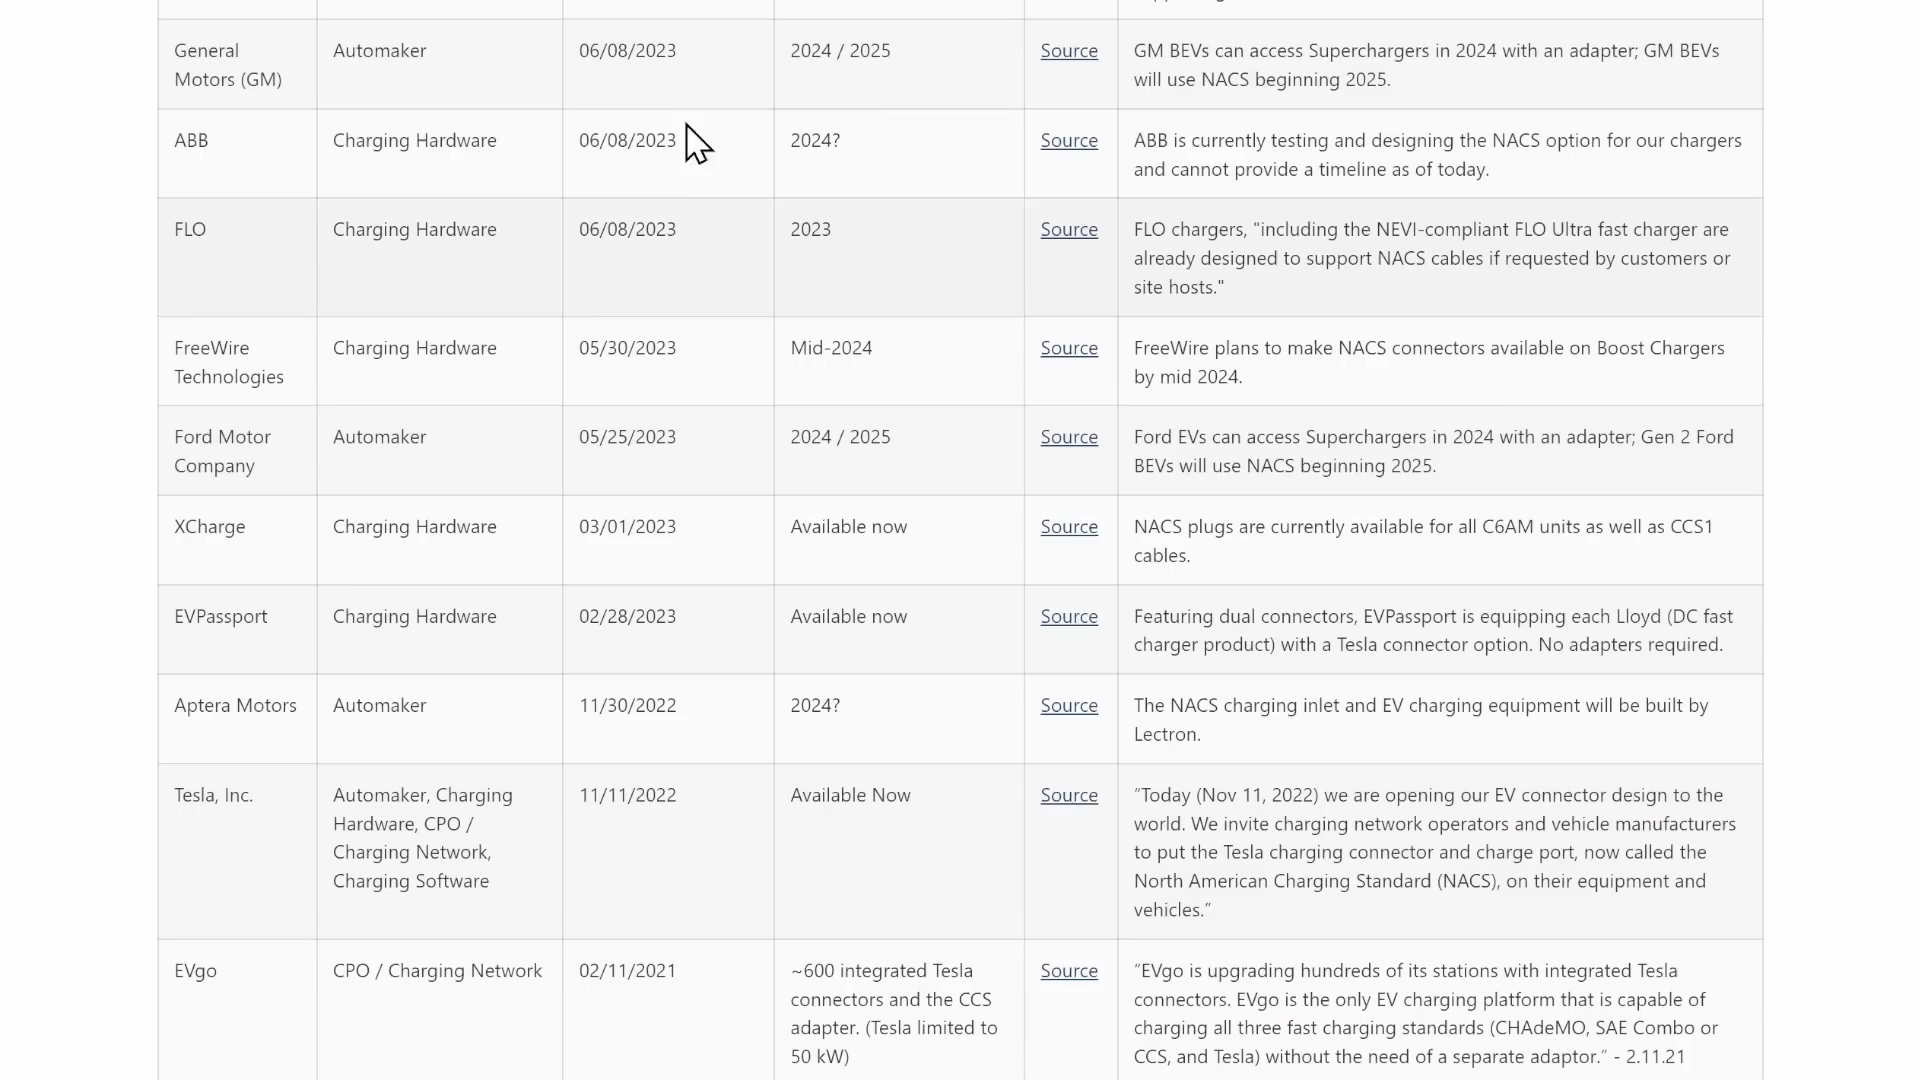 General Motors (GM)
Automaker
06/08/2023
2024 / 2025
Source
GM BEVs can access Superchargers in 2024 with an adapter; GM BEVs
will use NACS beginning 2025.
ABB
Charging Hardware
06/08/2023
2024?
Source
ABB is currently testing and designing the NACS option for our chargers
and cannot provide a timeline as of today.
FLO
Charging Hardware
06/08/2023
2023
Source
FLO chargers, "including the NEVI-compliant FLO Ultra fast charger are
already designed to support NACS cables if requested by customers or
site hosts."
FreeWire
Technologies
Charging Hardware
05/30/2023
Mid-2024
Source
FreeWire plans to make NACS connectors available on Boost Chargers
by mid 2024.
Ford Motor
Company
Automaker
05/25/2023
2024 / 2025
Source
Ford EVs can access Superchargers in 2024 with an adapter; Gen 2 Ford
BEVs will use NACS beginning 2025.
XCharge
Charging Hardware
03/01/2023
Available now
Source
NACS plugs are currently available for all C6AM units as well as CCS1
cables.
EVPassport
Charging Hardware
02/28/2023
Available now
Source
Featuring dual connectors, EVPassport is equipping each Lloyd (DC fast
charger product) with a Tesla connector option. No adapters required.
Aptera Motors
Automaker
11/30/2022
2024?
Source
The NACS charging inlet and EV charging equipment will be built by
Lectron.
Tesla, Inc.
Automaker, Charging
Hardware, CPO /
Charging Network,
Charging Software
11/11/2022
Available Now
Source
“Today (Nov 11, 2022) we are opening our EV connector design to the
world. We invite charging network operators and vehicle manufacturers
to put the Tesla charging connector and charge port, now called the
North American Charging Standard (NACS), on their equipment and
vehicles.”
EVgo
CPO / Charging Network
02/11/2021
~600 integrated Tesla
connectors and the CCS
adapter. (Tesla limited to
50 kW)
Source
“EVgo is upgrading hundreds of its stations with integrated Tesla
connectors. EVgo is the only EV charging platform that is capable of
charging all three fast charging standards (CHAdeMO, SAE Combo or
CCS, and Tesla) without the need of a separate adaptor.” - 2.11.21